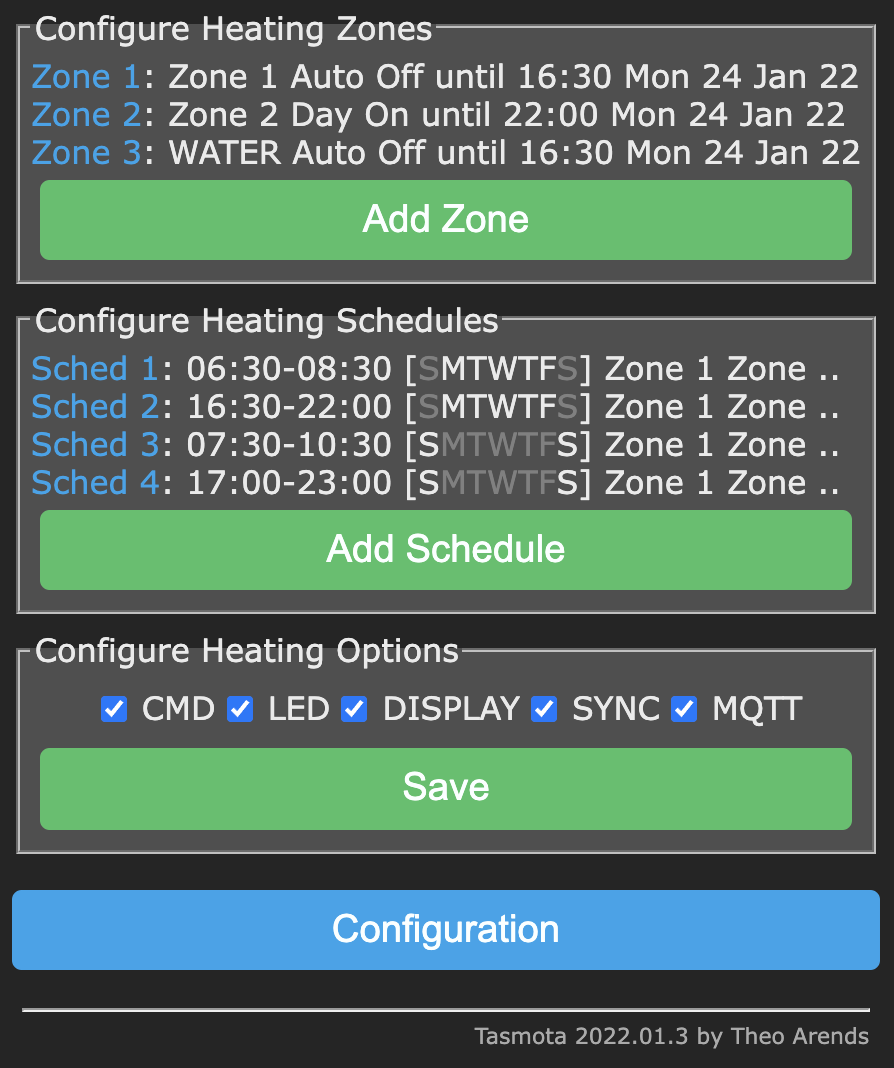 Configure Heating Zones
Zone 1: Zone 1 Auto Off until 16:30 Mon 24 Jan 22
Zone 2: Zone 2 Day On until 22:00 Mon 24 Jan 22
Zone 3: WATER Auto Off until 16:30 Mon 24 Jan 22
Add Zone
Configure Heating Schedules
Sched 1: 06:30-08:30 [SMTWTFS] Zone 1 Zone ..
Sched 2: 16:30-22:00 [SMTWTFS] Zone 1 Zone ..
Sched 3: 07:30-10:30 [SMTWTFS] Zone 1 Zone ..
Sched 4: 17:00-23:00 [SMTWTFS] Zone 1 Zone ..
Add Schedule
Configure Heating Options
CMD LED DISPLAY SYNC MQTT
Save
Configuration
Tasmota 2022.01.3 by Theo Arends